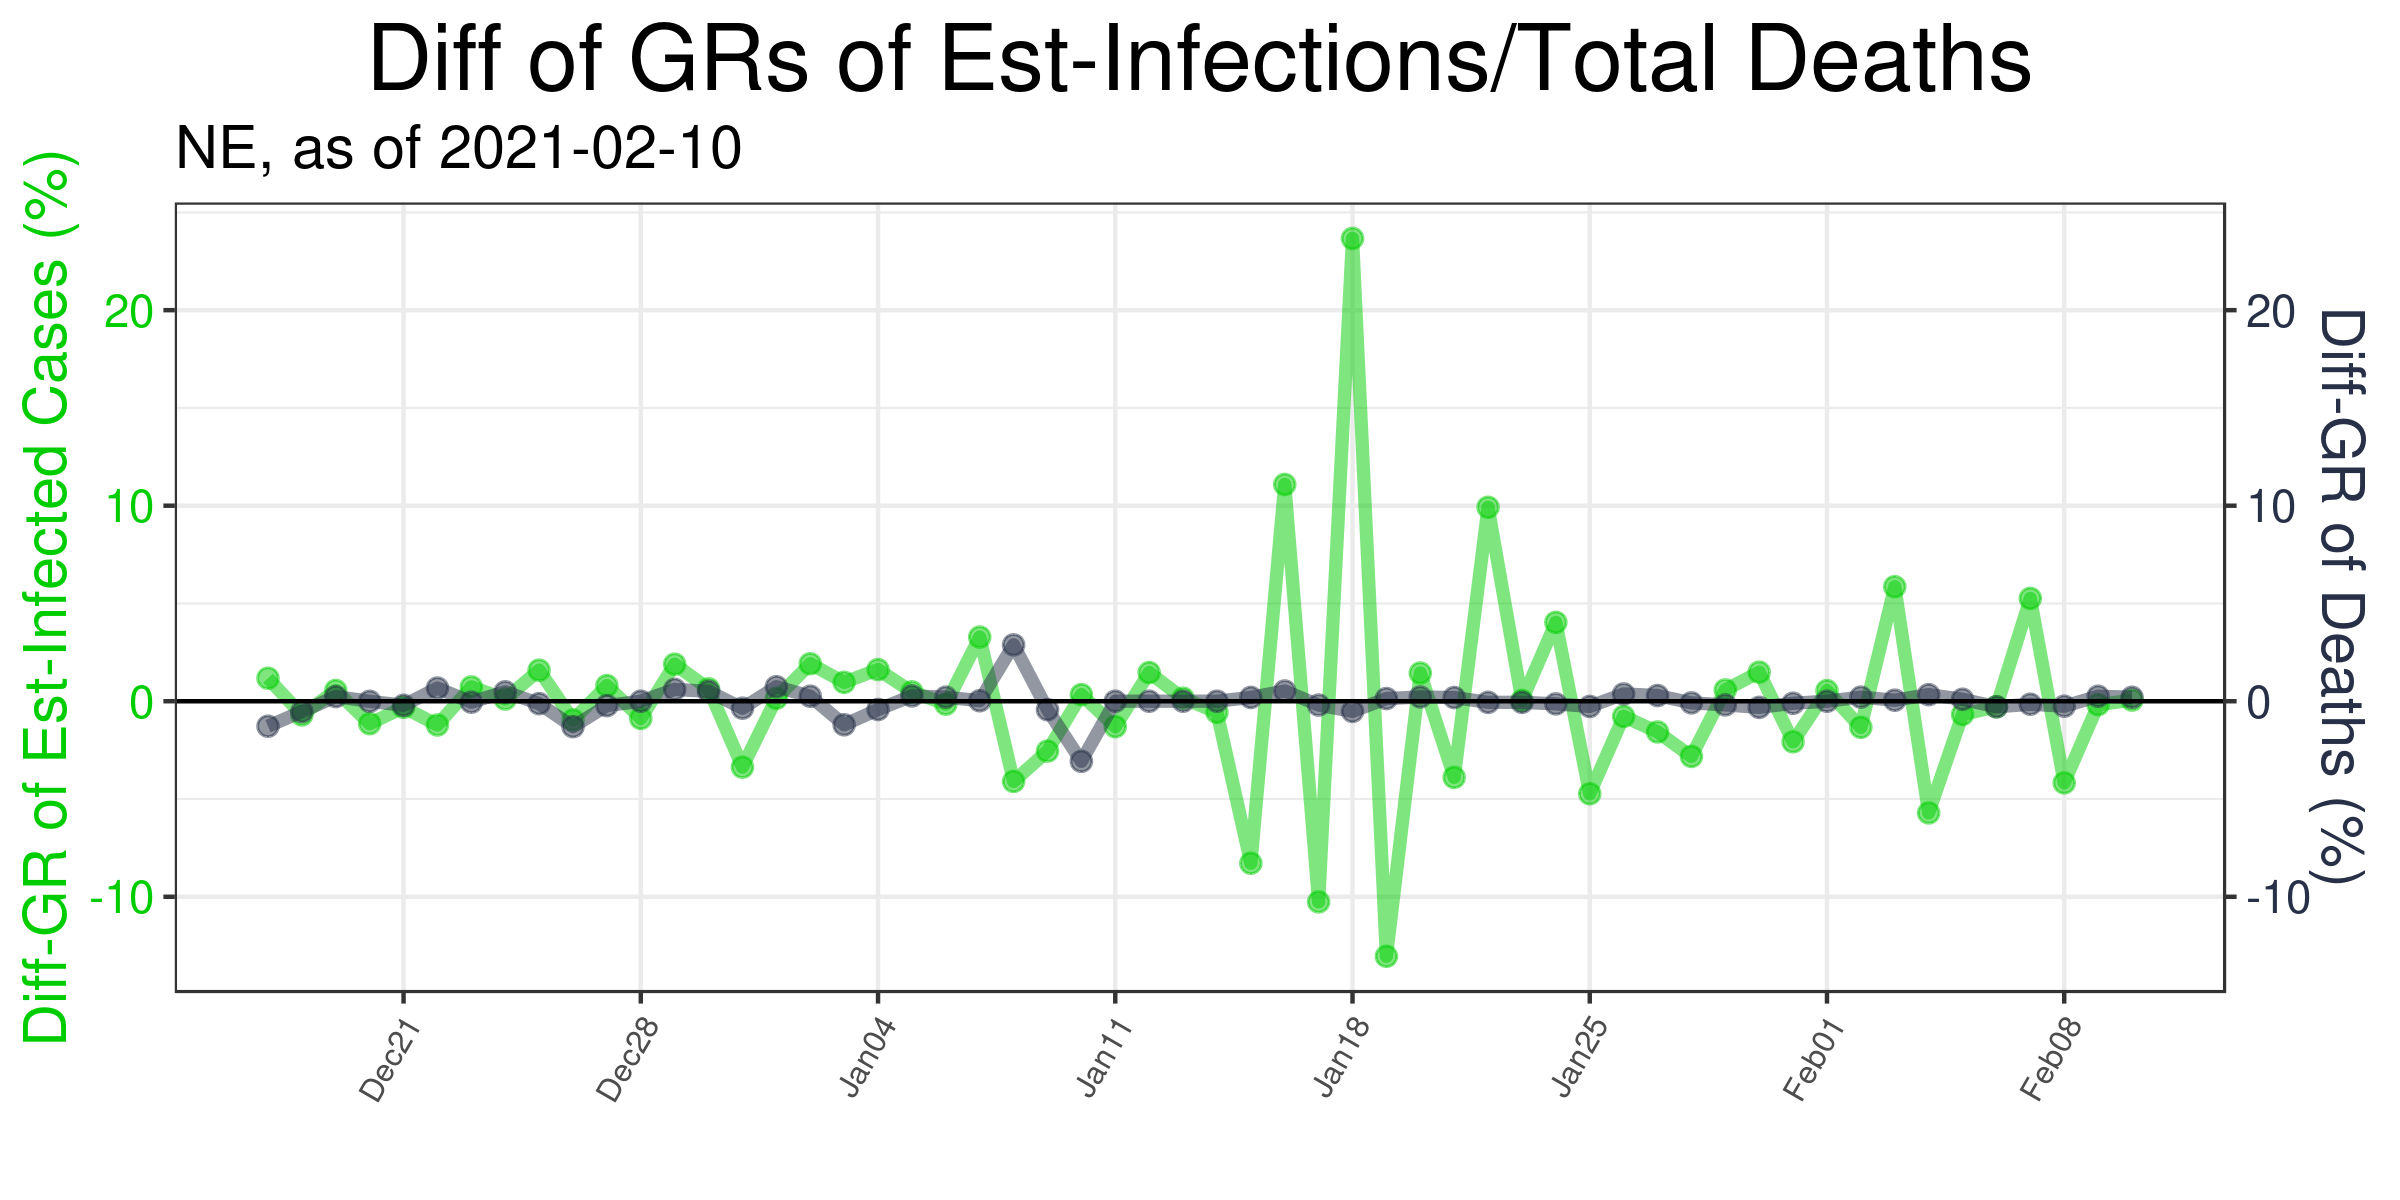 Diff of GRs of Est-Infections/Total Deaths
NE, as of 2021-02-10
Diff-GR of Est-Infected Cases (%)
20
10
0
-10
20
10
0
-10
Diff-GR of Deaths (%)
Dec21
Dec28
Jan04
Jan11
Jan18
Jan25
Feb01
Feb08